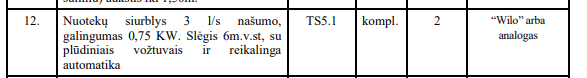 12. Nuotekų siurblys 3 l/s našumo, TS5.1 kompl. 2 “Wilo” arba
galingumas 0,75 KW. Slėgis 6m.v.st, su analogas
plūdiniais vožtuvais ir reikalinga
automatika